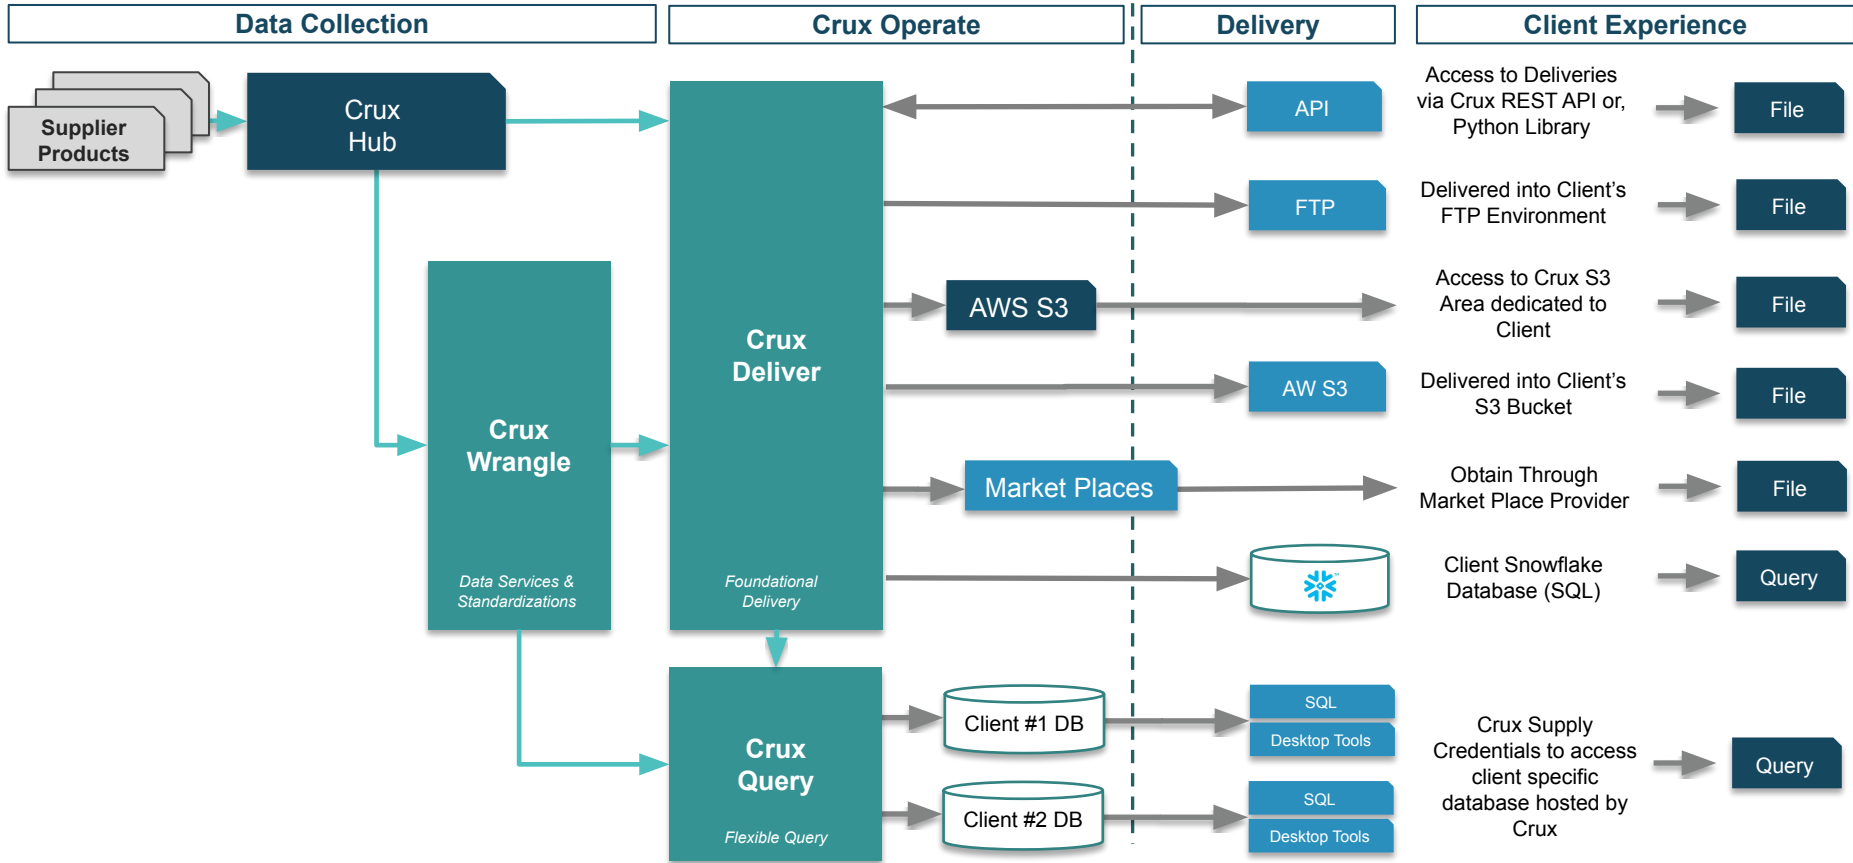 Data Collection
Crux Operate
Delivery
Client Experience
Supplier
Products
Crux
Hub
Crux
Wrangle
Data Services &
Standardizations
Crux
Deliver
Foundational
Delivery
Crux
Query
Flexible Query
API
Access to Deliveries
via Crux REST API or,
Python Library
File
FTP
Delivered into Client's
FTP Environment
File
AWS S3
Access to Crux S3
Area dedicated to
Client
File
AW S3
Delivered into Client's
S3 Bucket
File
Market Places
Obtain Through
Market Place Provider
File
Client Snowflake
Database (SQL)
Query
Client #1 DB
SQL
Desktop Tools
Client #2 DB
SQL
Desktop Tools
Crux Supply
Credentials to access
client specific
database hosted by
Crux
Query